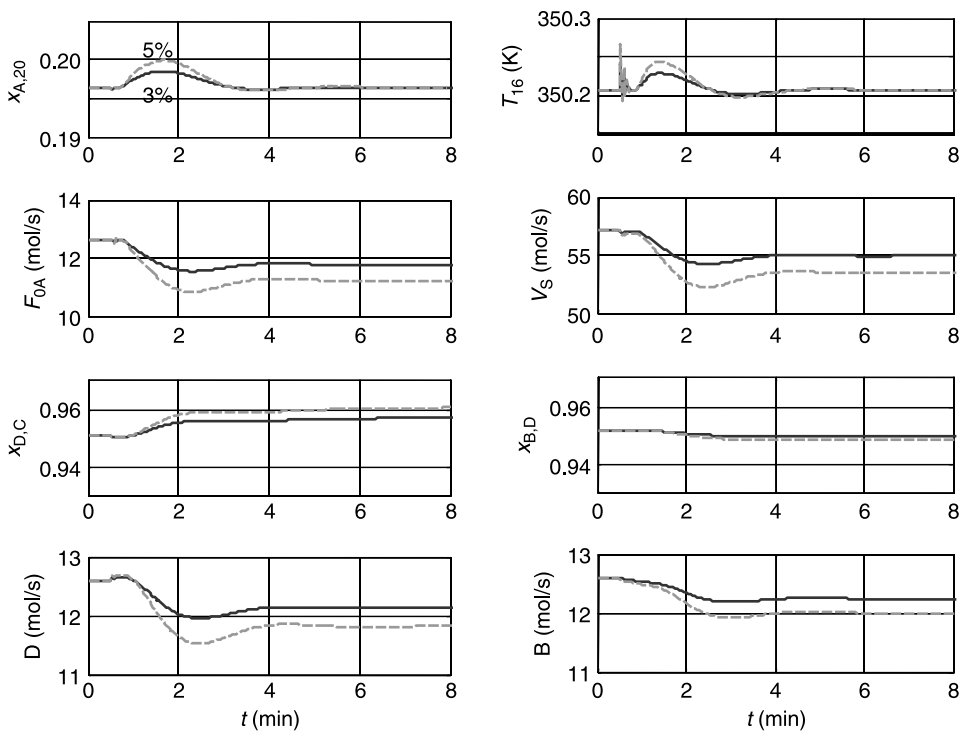 x_A,20
0.20
0.19
5%
3%
0 2 4 6 8
T_16 (K)
350.3
350.2
0 2 4 6 8
F_0A (mol/s)
14
12
10
0 2 4 6 8
V_S (mol/s)
60
55
50
0 2 4 6 8
x_D,C
0.96
0.94
0 2 4 6 8
x_B,D
0.96
0.94
0 2 4 6 8
D (mol/s)
13
12
11
0 2 4 6 8
t (min)
B (mol/s)
13
12
11
0 2 4 6 8
t (min)